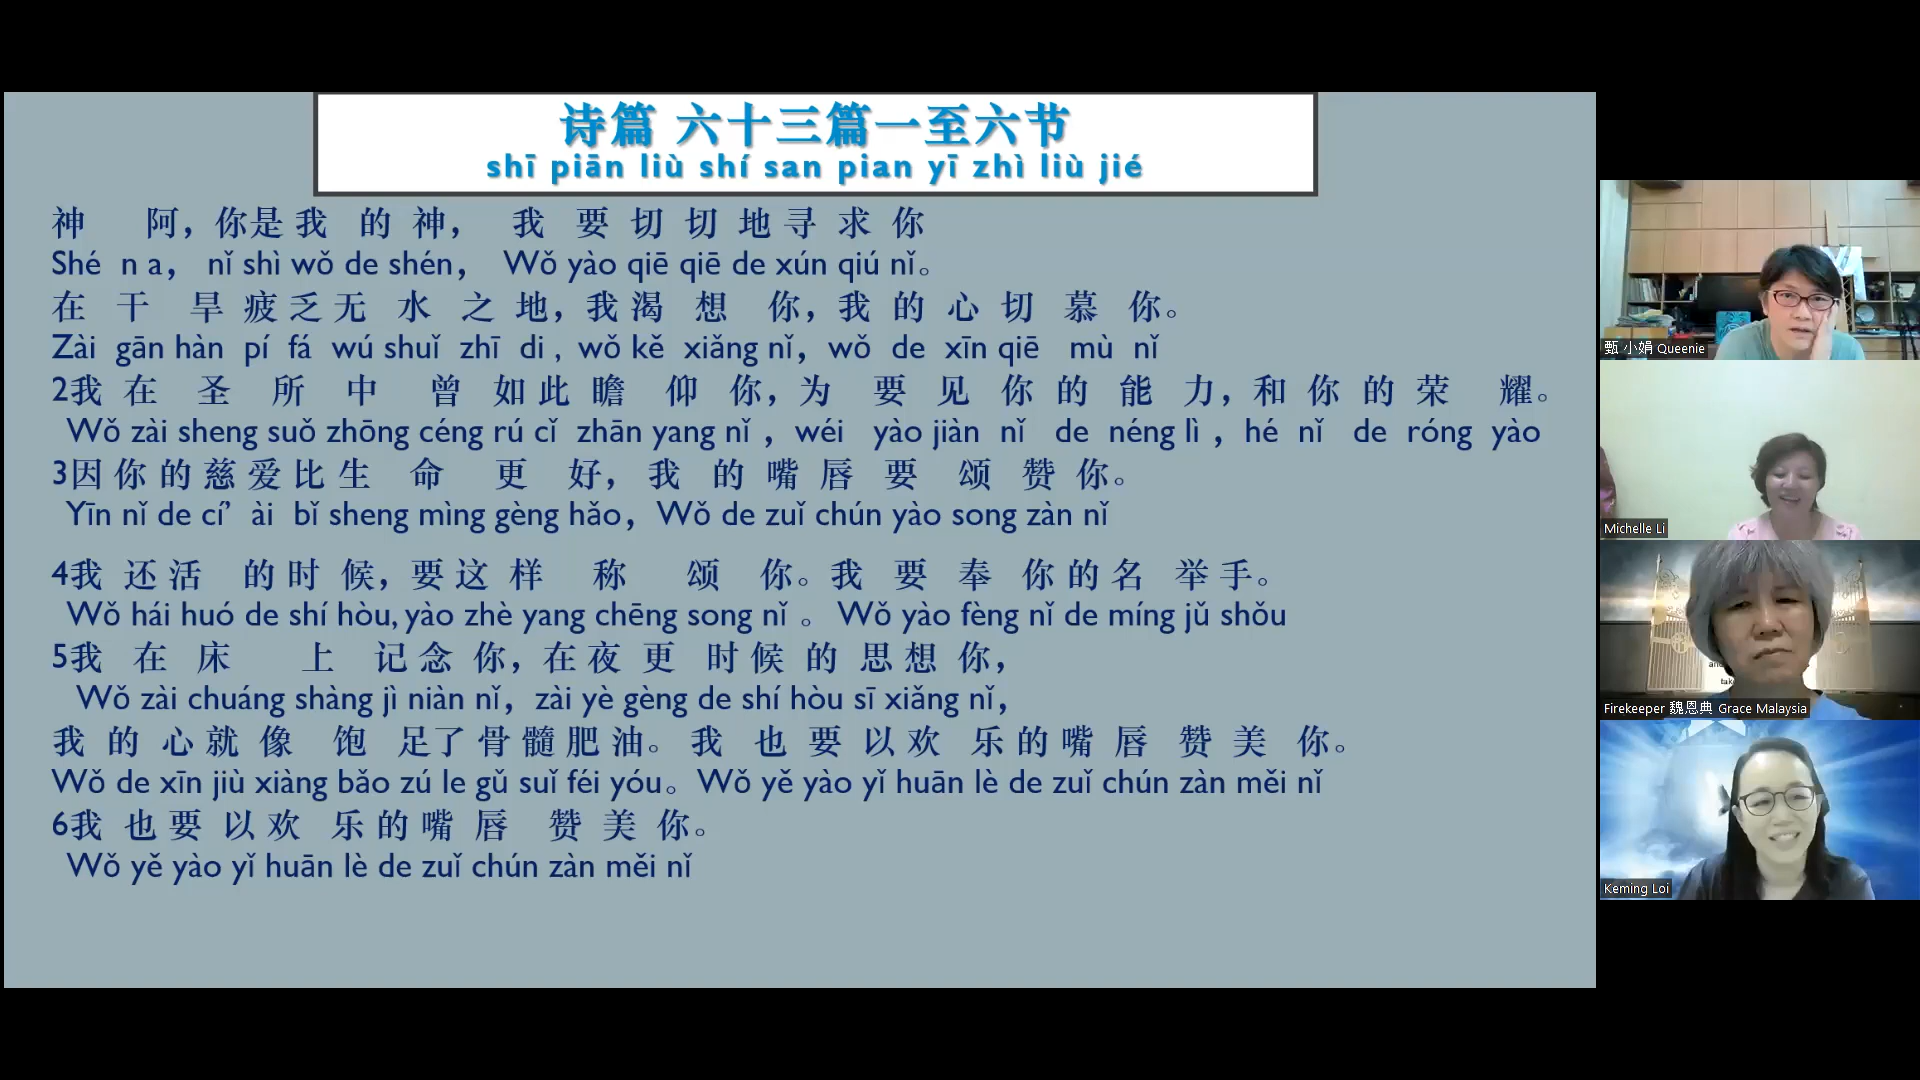 诗篇 六十三篇一至六节
shī piān liù shí san pian yī zhì liù jié
神 阿，你是我的神， 我要切切地寻求你
Shé n a， nǐ shì wǒ de shén， Wǒ yào qiē qiē de xún qiú nǐ。
在干旱疲乏无水之地，我渴想你，我的心切慕你。
Zài gān hàn pí fá wú shuǐ zhī di , wǒ kě xiǎng nǐ，wǒ de xīn qiē mù nǐ
2我在圣所中曾如此瞻仰你，为要见你的能力，和你的荣耀。
Wǒ zài sheng suǒ zhōng céng rú cǐ zhān yang nǐ ，wéi yào jiàn nǐ de néng lì ，hé nǐ de róng yào
3因你的慈爱比生命更好，我的嘴唇要颂赞你。
Yīn nǐ de cí’ ài bǐ sheng mìng gèng hǎo，Wǒ de zuǐ chún yào song zàn nǐ
4我还活的时候，要这样称颂你。我要奉你的名举手。
Wǒ hái huó de shí hòu, yào zhè yang chēng song nǐ 。 Wǒ yào fèng nǐ de míng jǔ shǒu
5我在床上记念你，在夜更时候的思想你，
Wǒ zài chuáng shàng jì niàn nǐ，zài yè gèng de shí hòu sī xiǎng nǐ，
我的心就像饱足了骨髓肥油。我也要以欢乐的嘴唇赞美你。
Wǒ de xīn jiù xiàng bǎo zú le gǔ suǐ féi yóu。Wǒ yě yào yǐ huān lè de zuǐ chún zàn měi nǐ
6我也要以欢乐的嘴唇赞美你。
Wǒ yě yào yǐ huān lè de zuǐ chún zàn měi nǐ
甄 小娟 Queenie
Michelle Li
Firekeeper 魏恩典 Grace Malaysia
Keming Loi